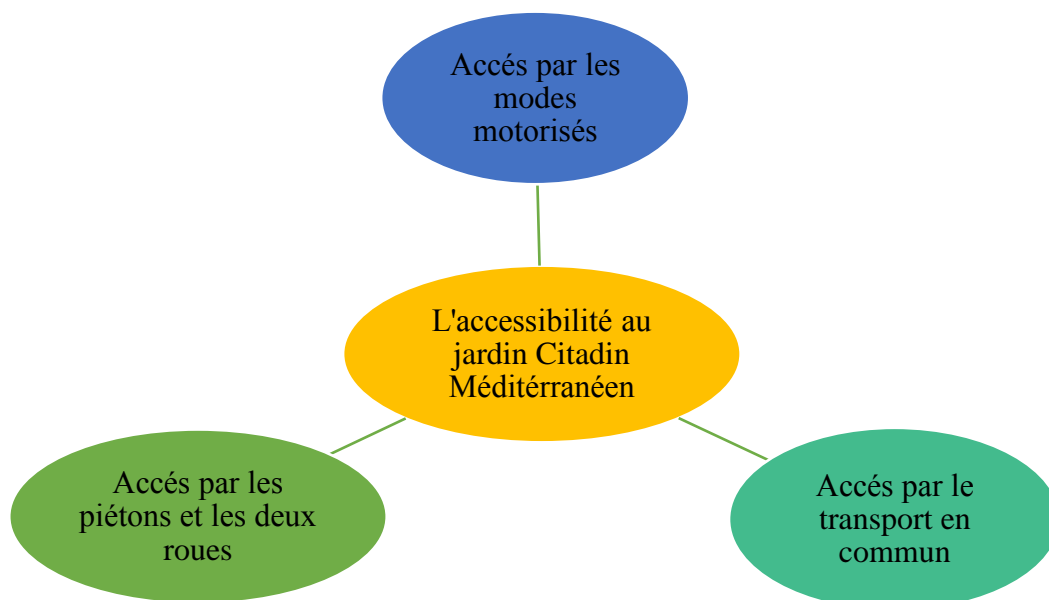 Accés par les
modes
motorisés
L'accessibilité au
jardin Citadin
Méditérranéen
Accés par les
piétons et les deux
roues
Accés par le
transport en
commun